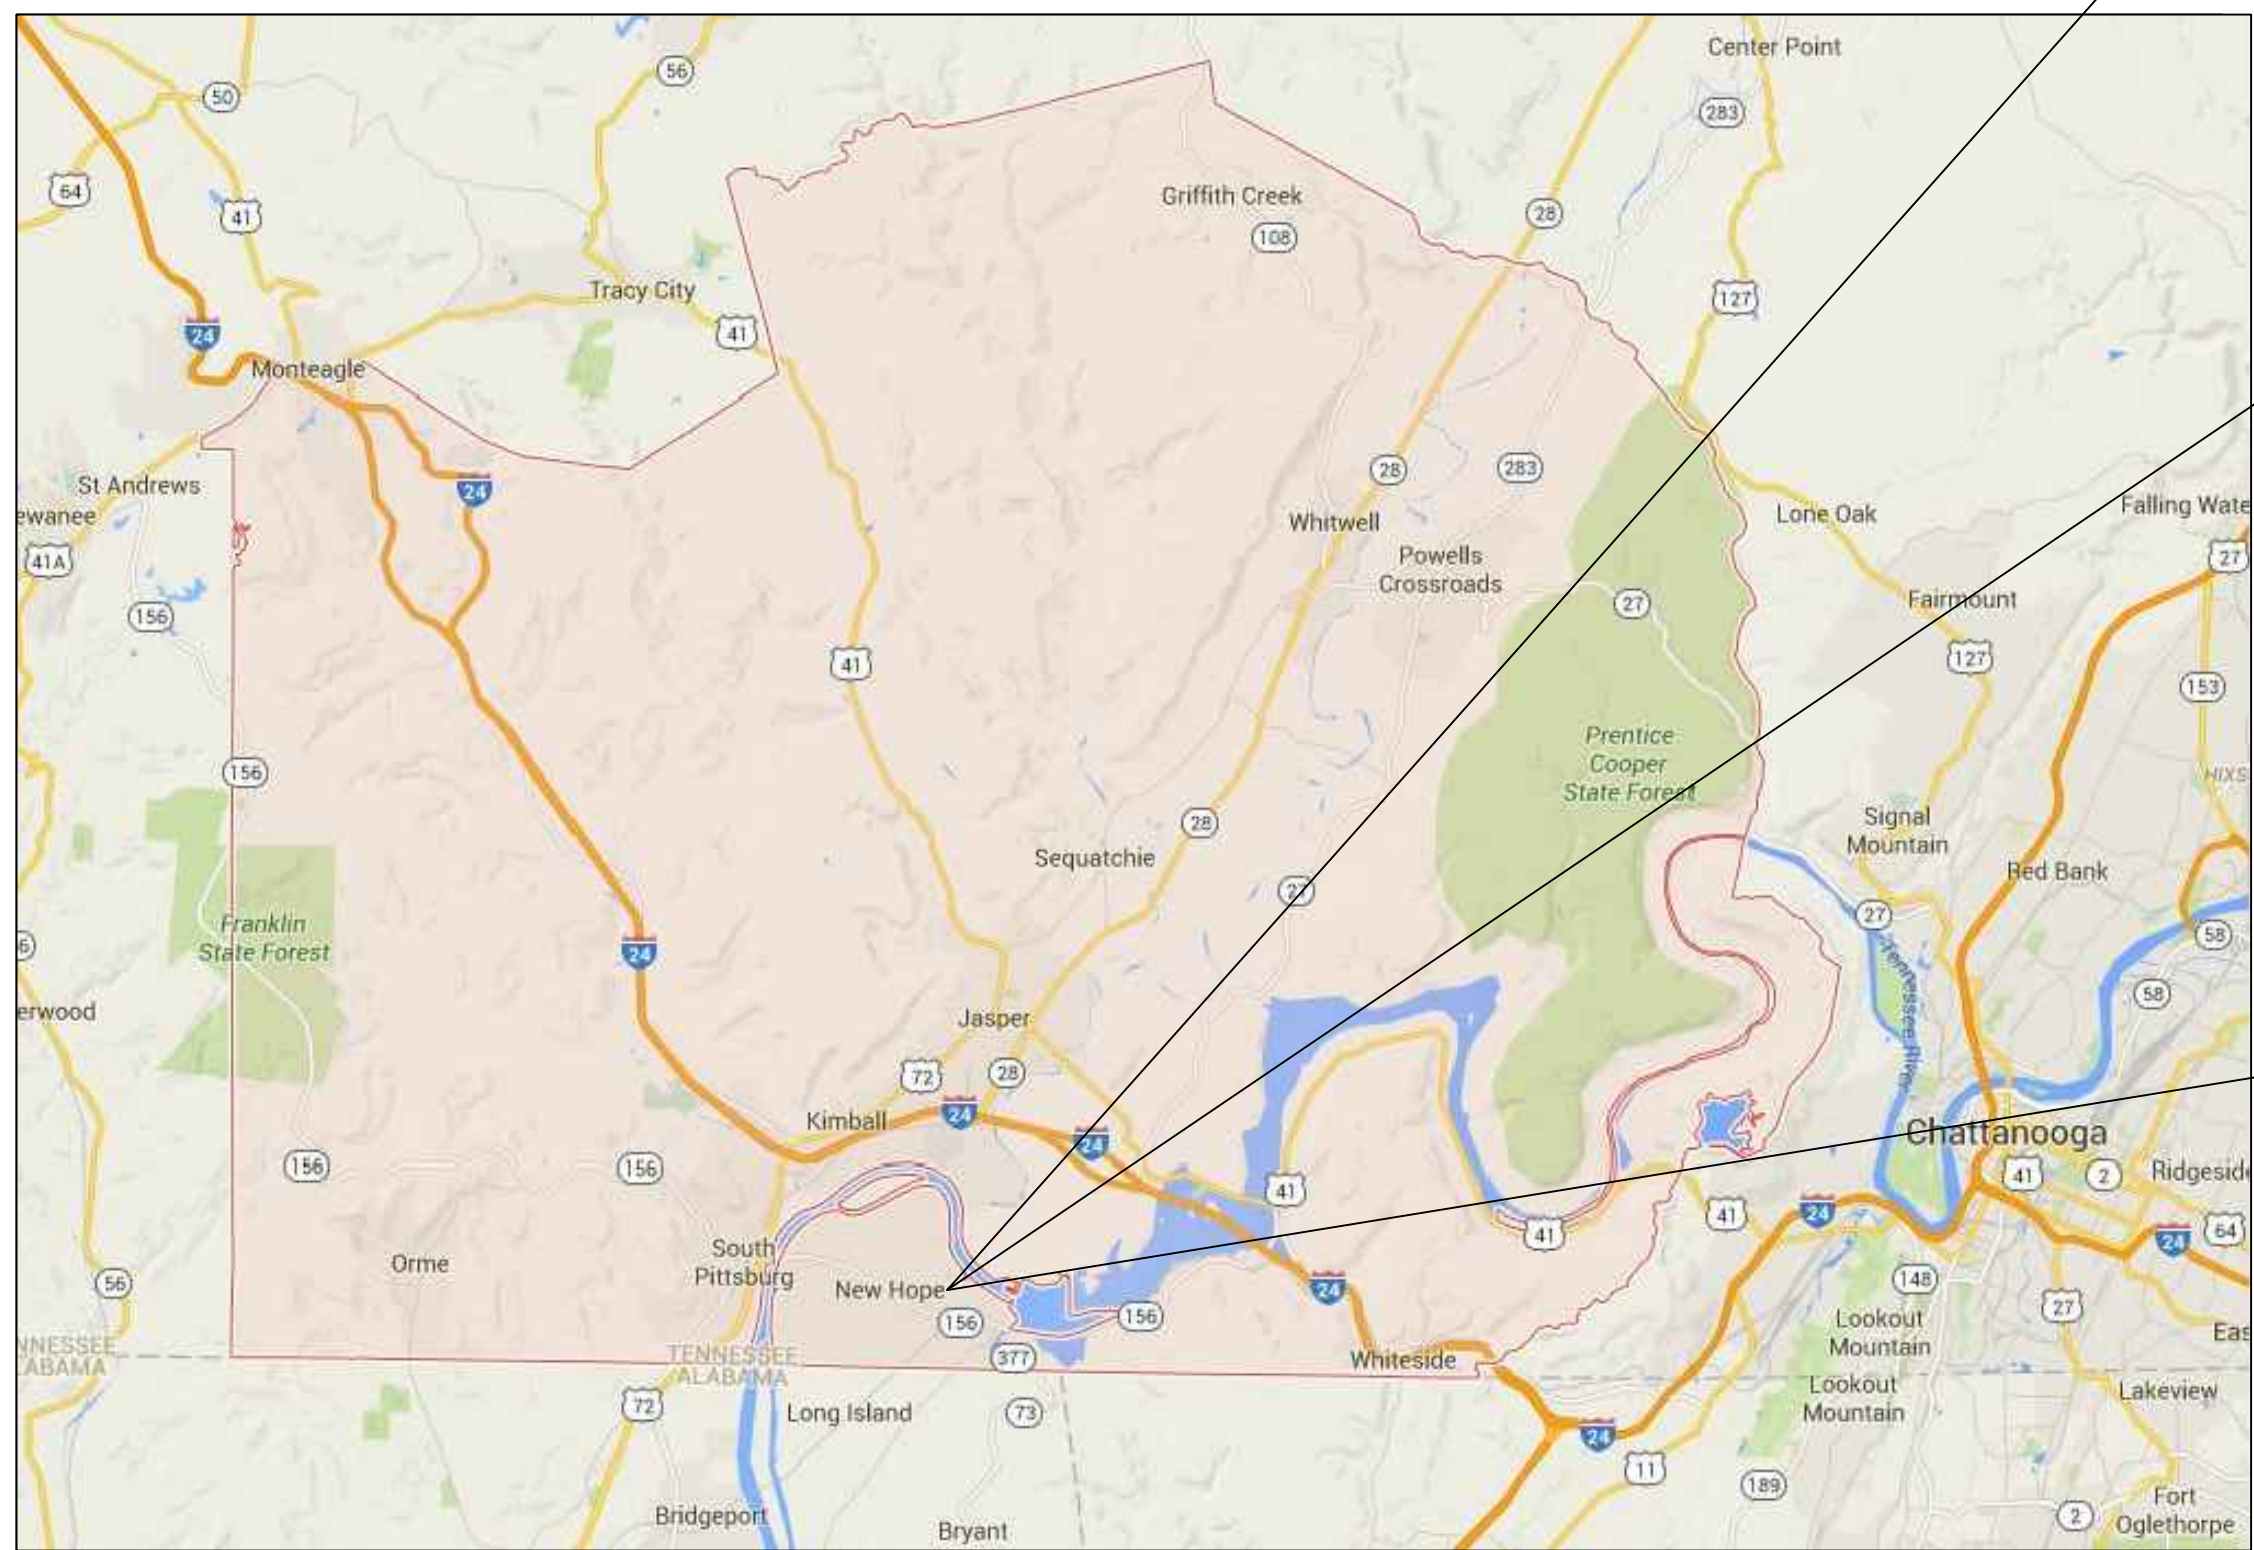 Center Point
56
50
283
64
Griffith Creek
28
41
108
Tracy City
127
41
24
Monteagle
28
283
24
St Andrews
ewanee
Falling Wate
Lone Oak
Whitwell
41A
Powells
Crossroads
27
Fairmount
27
156
41
127
153
Prentice
Cooper
State Forest
156
HIXS
28
Signal
Mountain
Sequatchie
Red Bank
27
Franklin
State Forest
27
58
6
24
Tennessee River
58
erwood
Jasper
72
28
Kimball
24
24
Chattanooga
156
156
41
41
2
Ridgeside
41
24
41
64
24
South
Pittsburg
Orme
56
New Hope
24
148
156
156
27
Lookout
Mountain
Eas
NNESSEE
LABAMA
TENNESSEE
ALABAMA
377
Whiteside
Lookout
Mountain
Lakeview
72
Long Island
73
24
11
189
Bridgeport
Bryant
2
Fort
Oglethorpe